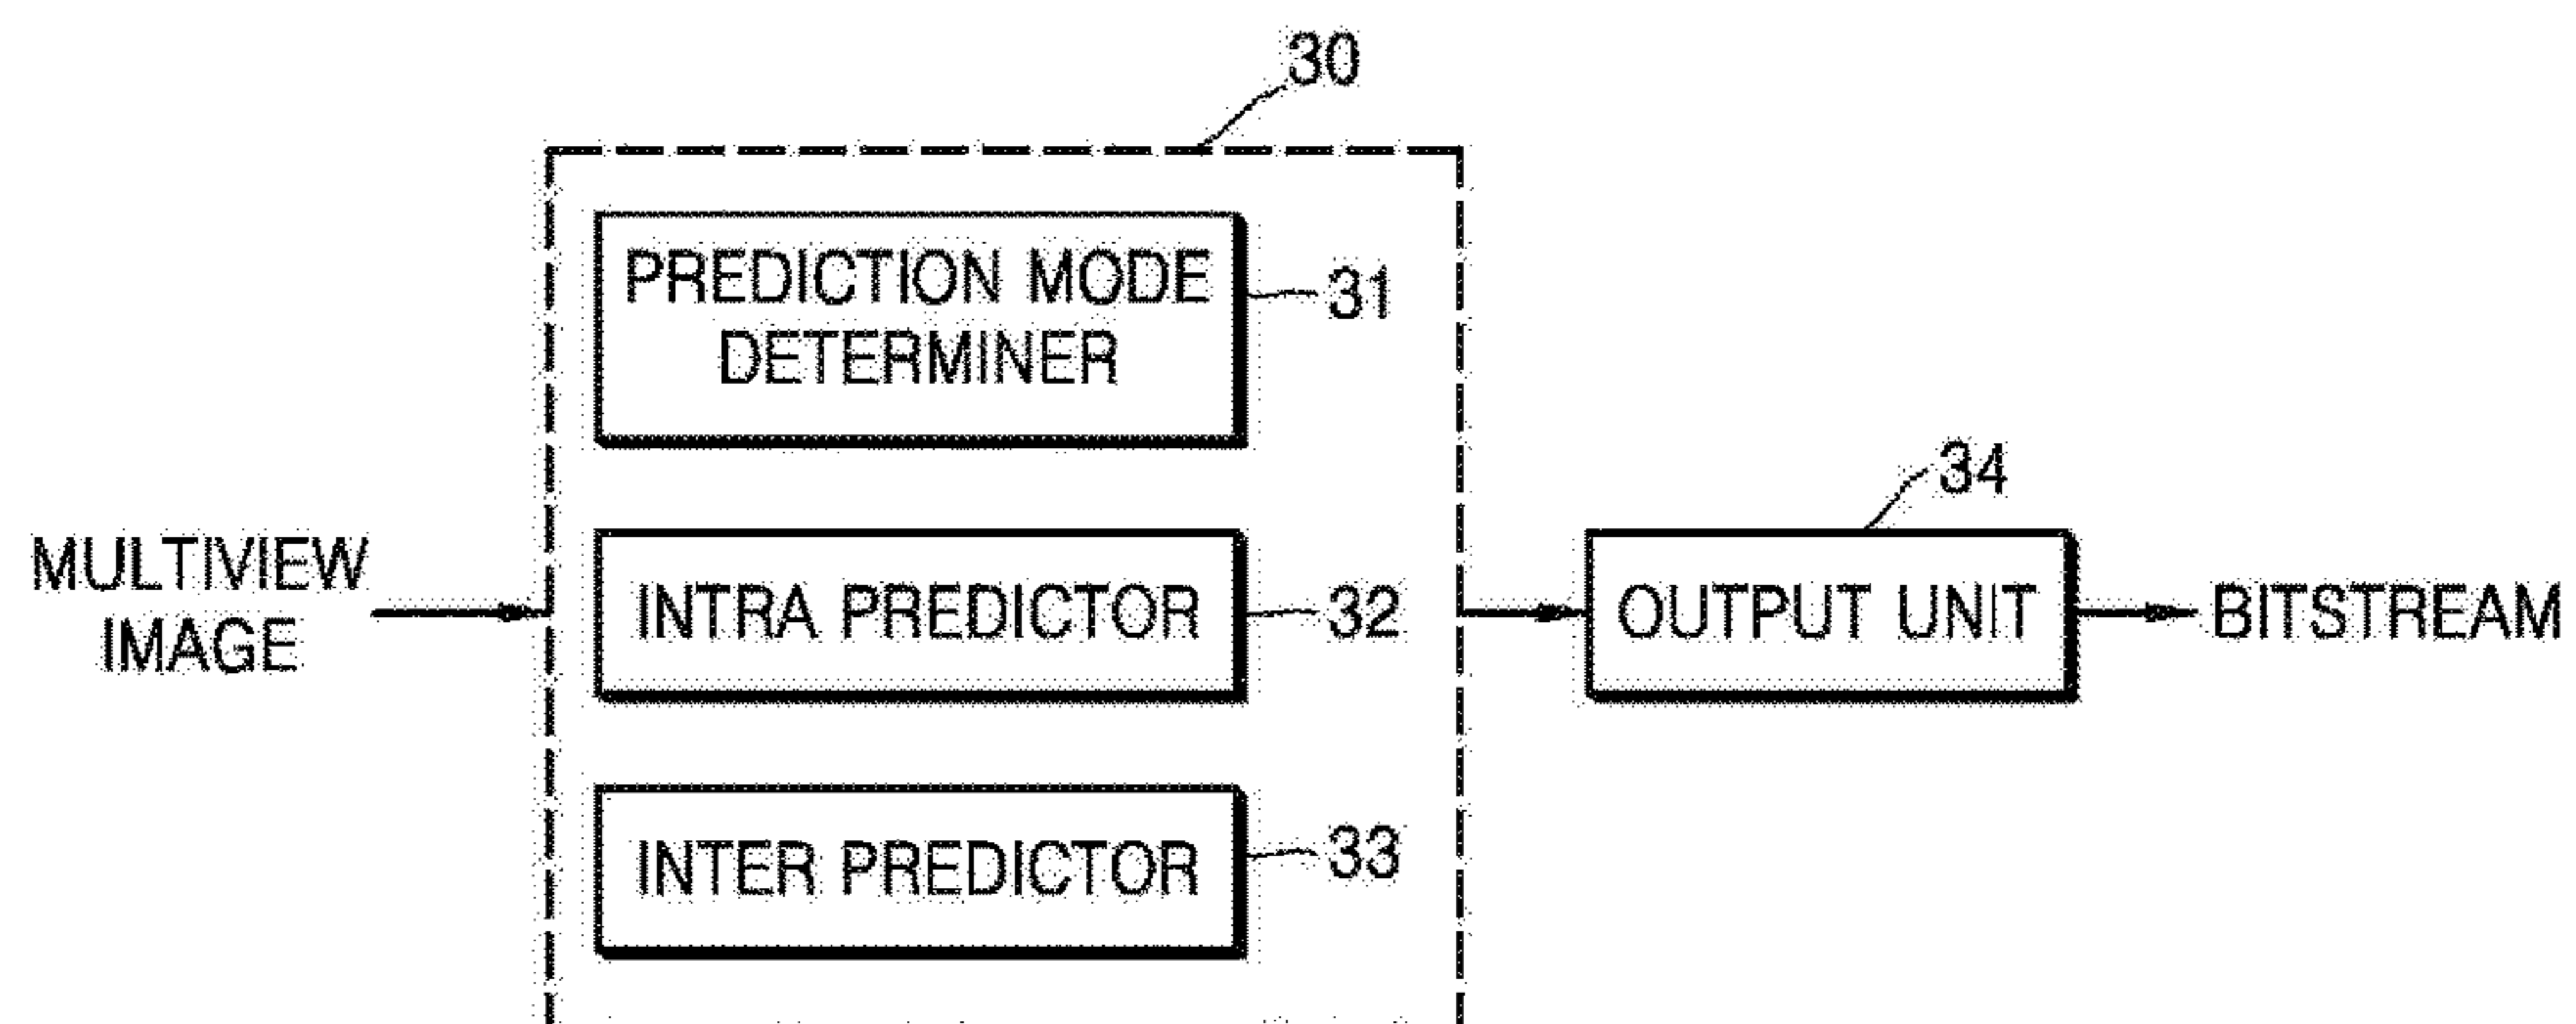 30
PREDICTION MODE
DETERMINER
31
34
MULTIVIEW
IMAGE
INTRA PREDICTOR
32
OUTPUT UNIT
BITSTREAM
INTER PREDICTOR
33